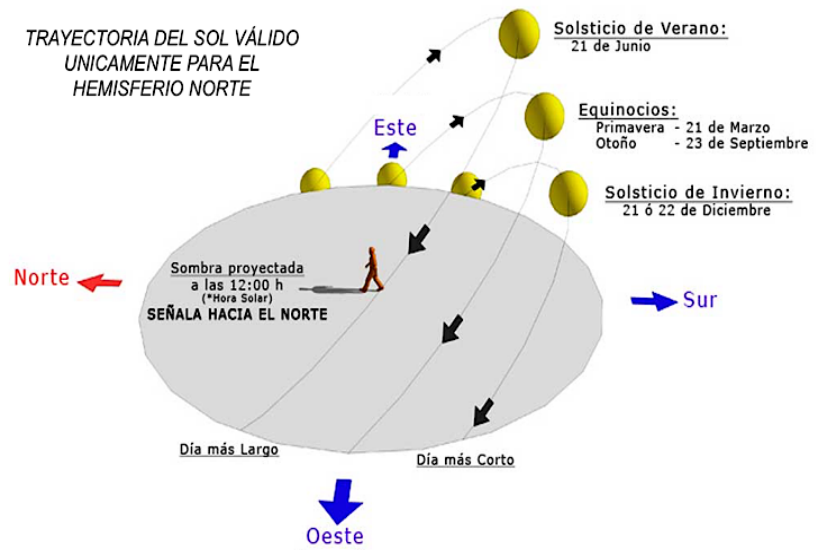 TRAYECTORIA DEL SOL VÁLIDO
UNICAMENTE PARA EL
HEMISFERIO NORTE
Solsticio de Verano:
21 de Junio
Equinocios:
Primavera - 21 de Marzo
Otoño - 23 de Septiembre
Este
Solsticio de Invierno:
21 ó 22 de Diciembre
Norte
Sombra proyectada
a las 12:00 h
(*Hora Solar)
SEÑALA HACIA EL NORTE
Sur
Día más Largo
Día más Corto
Oeste